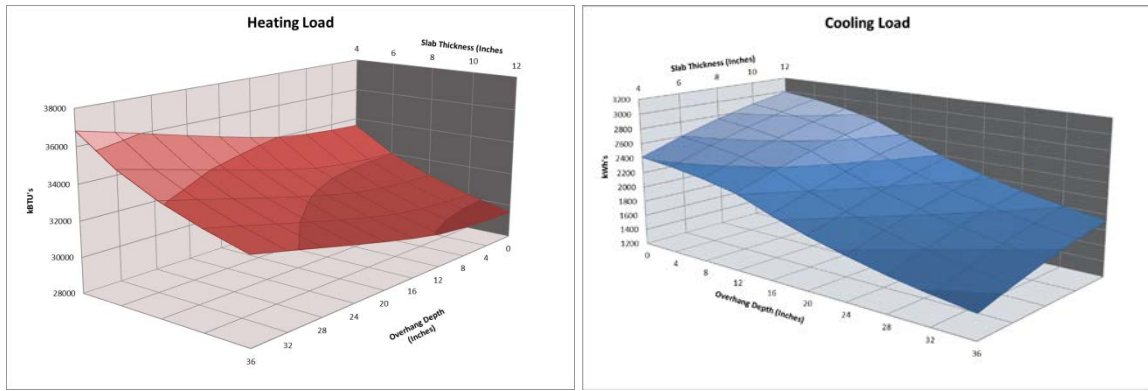 Heating Load
Slab Thickness (Inches
4 6 8 10 12
38000
36000
34000
32000
30000
28000
kBTU's
0
4
8
12
16
20
24
28
32
36
Overhang Depth
(Inches)
Cooling Load
Slab Thickness (Inches)
4 6 8 10 12
3200
3000
2800
2600
2400
2200
2000
1800
1600
1400
1200
kWh's
0 4 8 12 16 20 24 28 32 36
Overhang Depth (Inches)